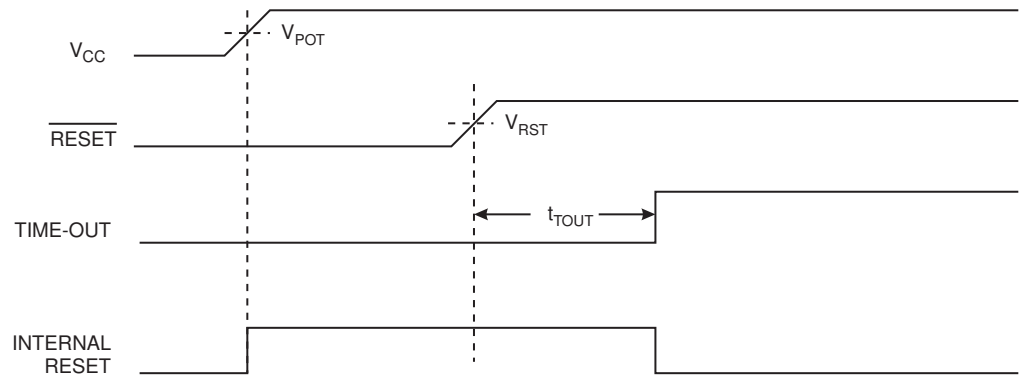 V_CC
V_POT
RESET
V_RST
t_TOUT
TIME-OUT
INTERNAL
RESET